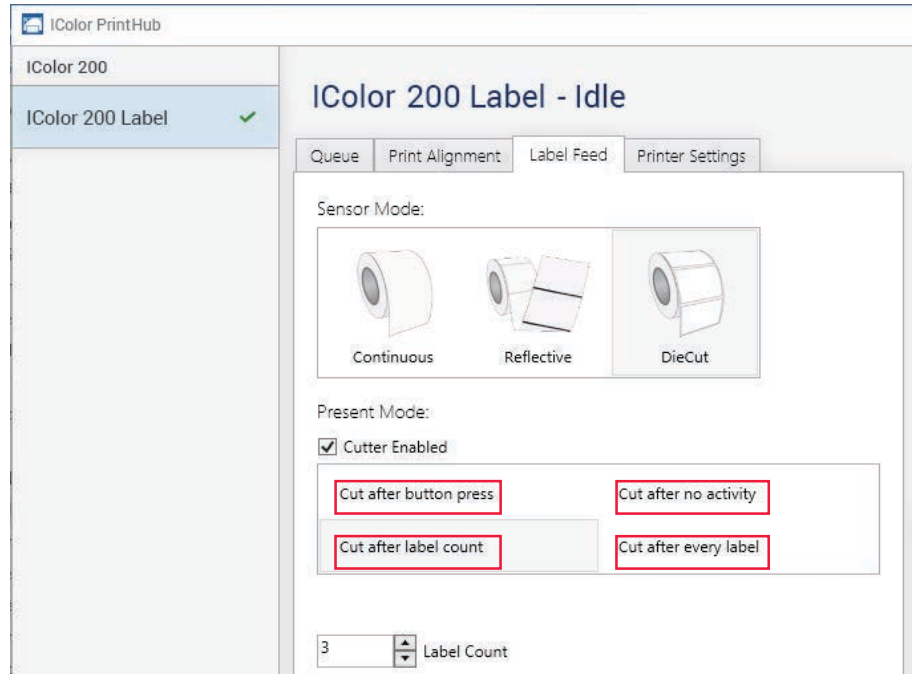 IColor PrintHub
IColor 200
IColor 200 Label
IColor 200 Label - Idle
Queue Print Alignment Label Feed Printer Settings
Sensor Mode:
Continuous Reflective DieCut
Present Mode:
Cutter Enabled
Cut after button press Cut after no activity
Cut after label count Cut after every label
3 Label Count